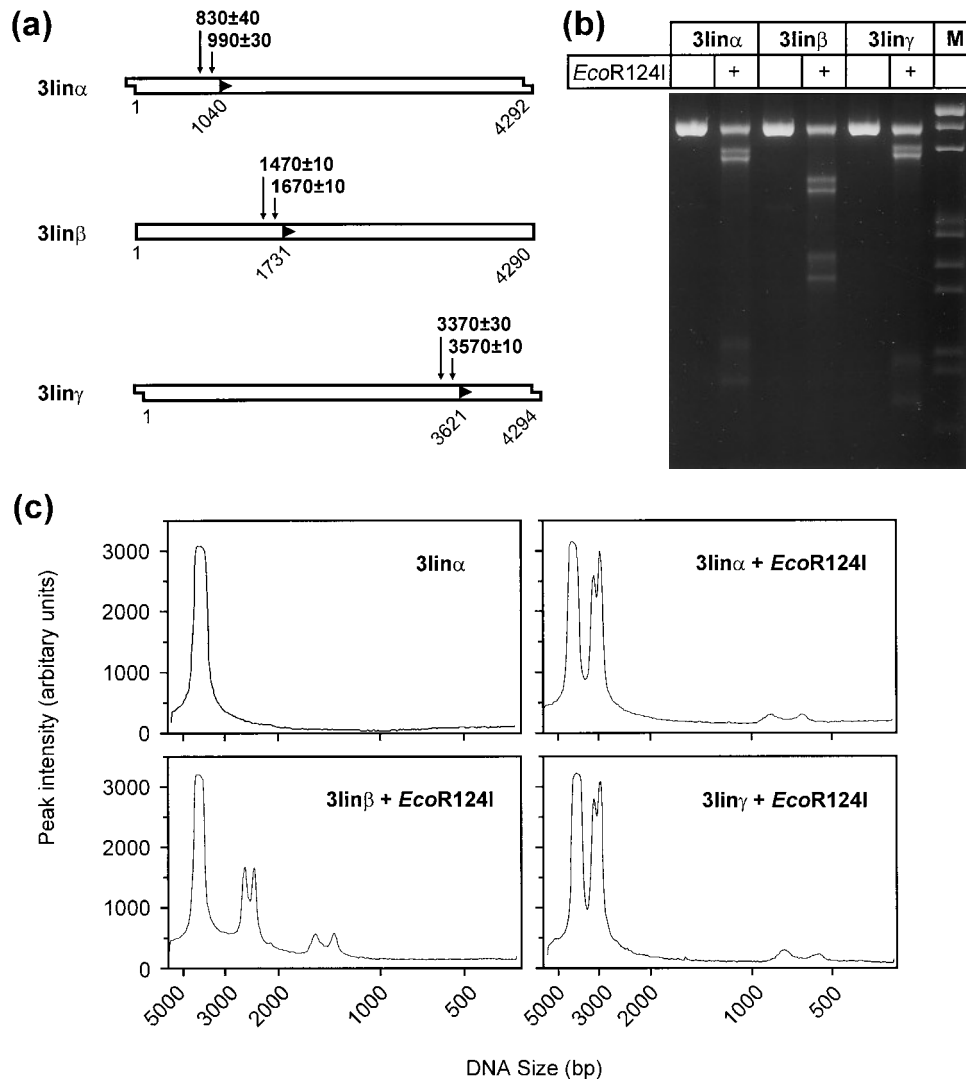 (a)
830±40
990±30
3linα
1
1040
4292
1470±10
1670±10
3linβ
1
1731
4290
3370±30
3570±10
3linγ
1
3621
4294
(b)
3linα 3linβ 3linγ M
EcoR124I + + +
(c)
Peak intensity (arbitary units)
3000
2000
1000
0
3linα
3linα + EcoR124I
3000
2000
1000
0
3linβ + EcoR124I
3linγ + EcoR124I
5000 3000 2000 1000 500
5000 3000 2000 1000 500
DNA Size (bp)